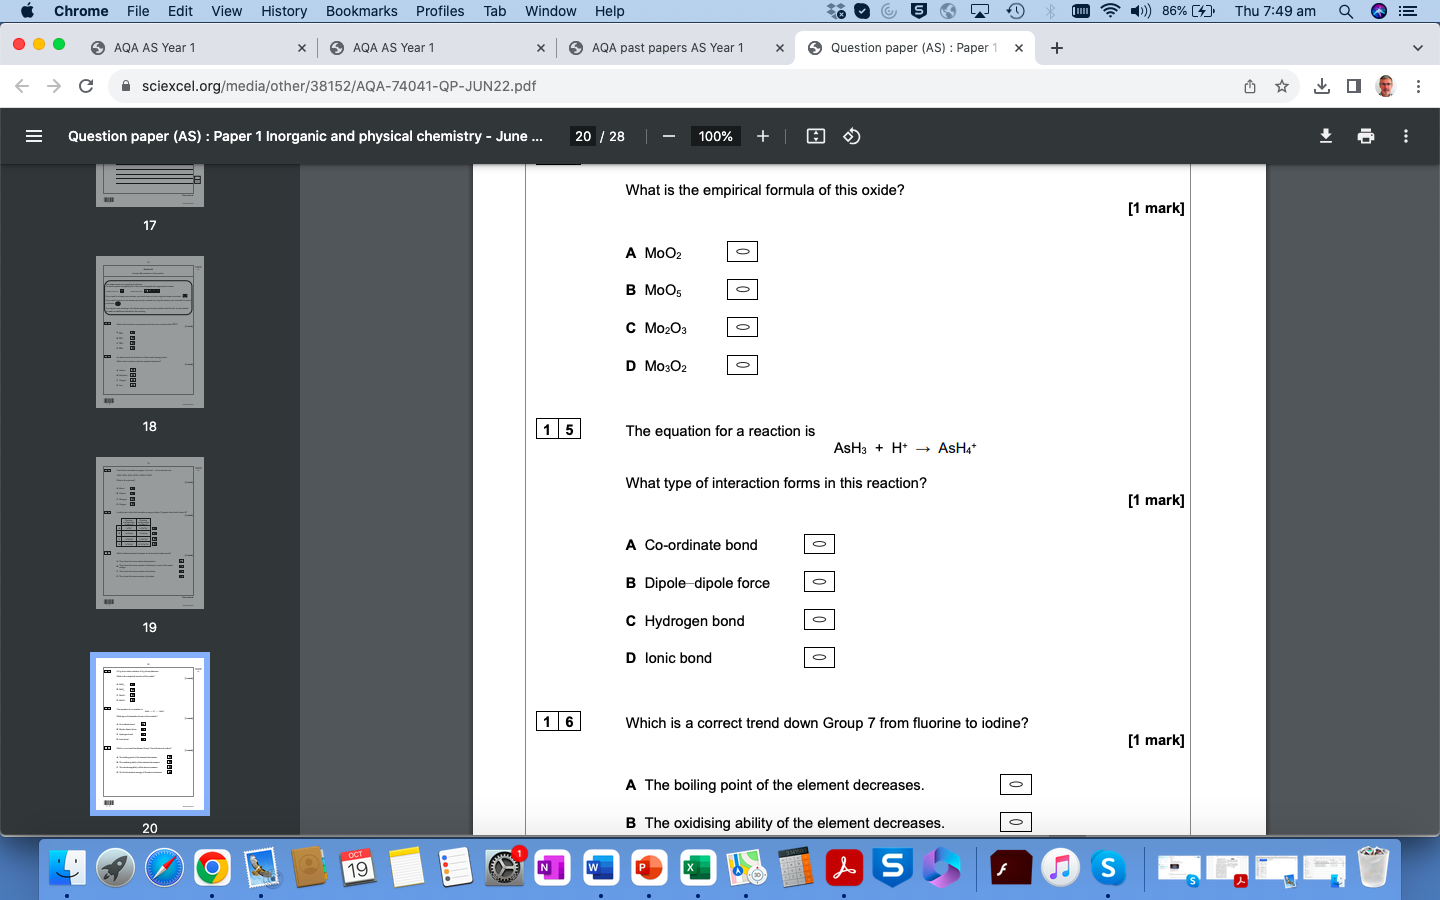 Chrome File Edit View History Bookmarks Profiles Tab Window Help 86% Thu 7:49 am
AQA AS Year 1
AQA AS Year 1
AQA past papers AS Year 1
Question paper (AS) : Paper 1
sciexcel.org/media/other/38152/AQA-74041-QP-JUN22.pdf
Question paper (AS) : Paper 1 Inorganic and physical chemistry - June ... 20 / 28 100%
17
18
19
20
What is the empirical formula of this oxide?
[1 mark]
A MoO₂
B MoO₅
C Mo₂O₃
D Mo₃O₂
1 5 The equation for a reaction is
AsH₃ + H⁺ → AsH₄⁺
What type of interaction forms in this reaction?
[1 mark]
A Co-ordinate bond
B Dipole–dipole force
C Hydrogen bond
D Ionic bond
1 6 Which is a correct trend down Group 7 from fluorine to iodine?
[1 mark]
A The boiling point of the element decreases.
B The oxidising ability of the element decreases.
OCT
19
1
N
W
P
X
3D
S
f
S